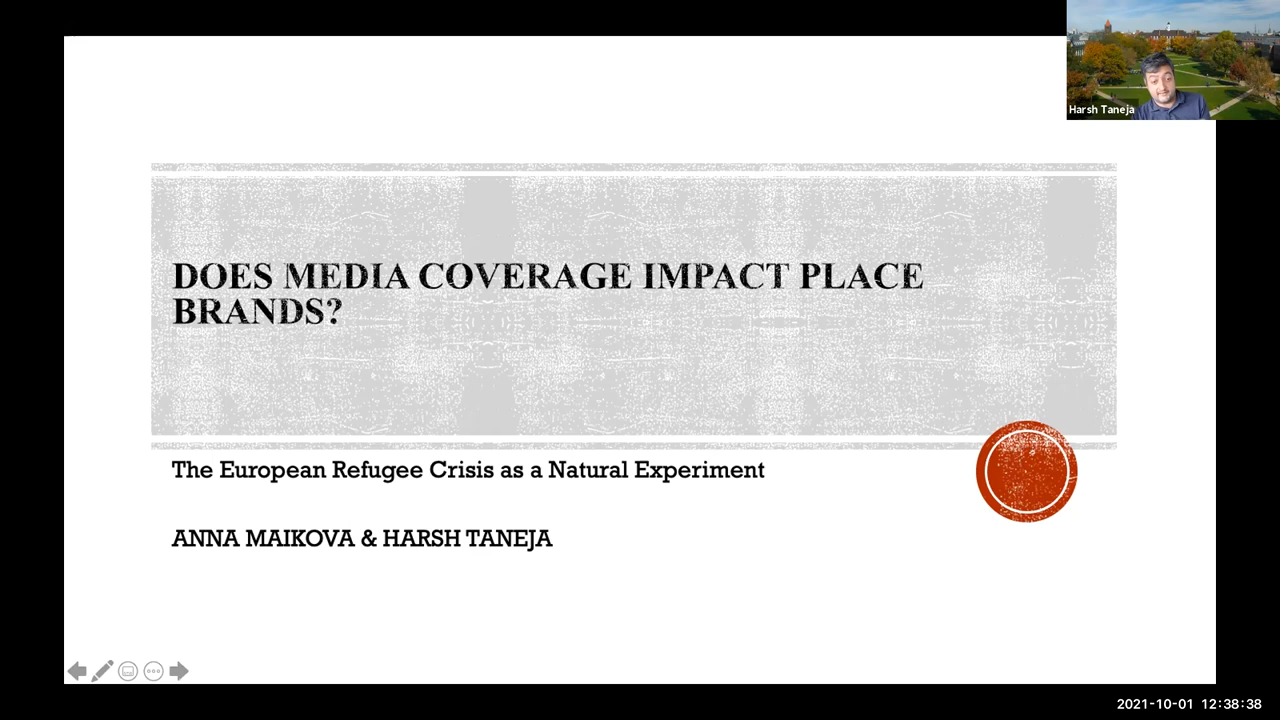 Harsh Taneja
DOES MEDIA COVERAGE IMPACT PLACE
BRANDS?
The European Refugee Crisis as a Natural Experiment
ANNA MAIKOVA & HARSH TANEJA
2021-10-01 12:38:38